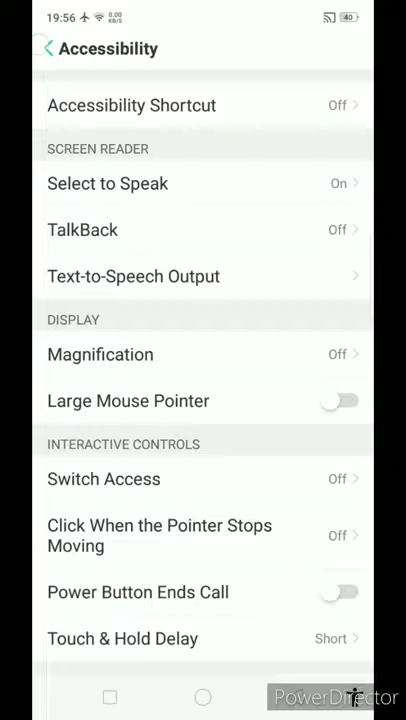 19:56 0.00 KB/S 40
Accessibility
Accessibility Shortcut Off
SCREEN READER
Select to Speak On
TalkBack Off
Text-to-Speech Output
DISPLAY
Magnification Off
Large Mouse Pointer
INTERACTIVE CONTROLS
Switch Access Off
Click When the Pointer Stops
Moving Off
Power Button Ends Call
Touch & Hold Delay Short
PowerDirector